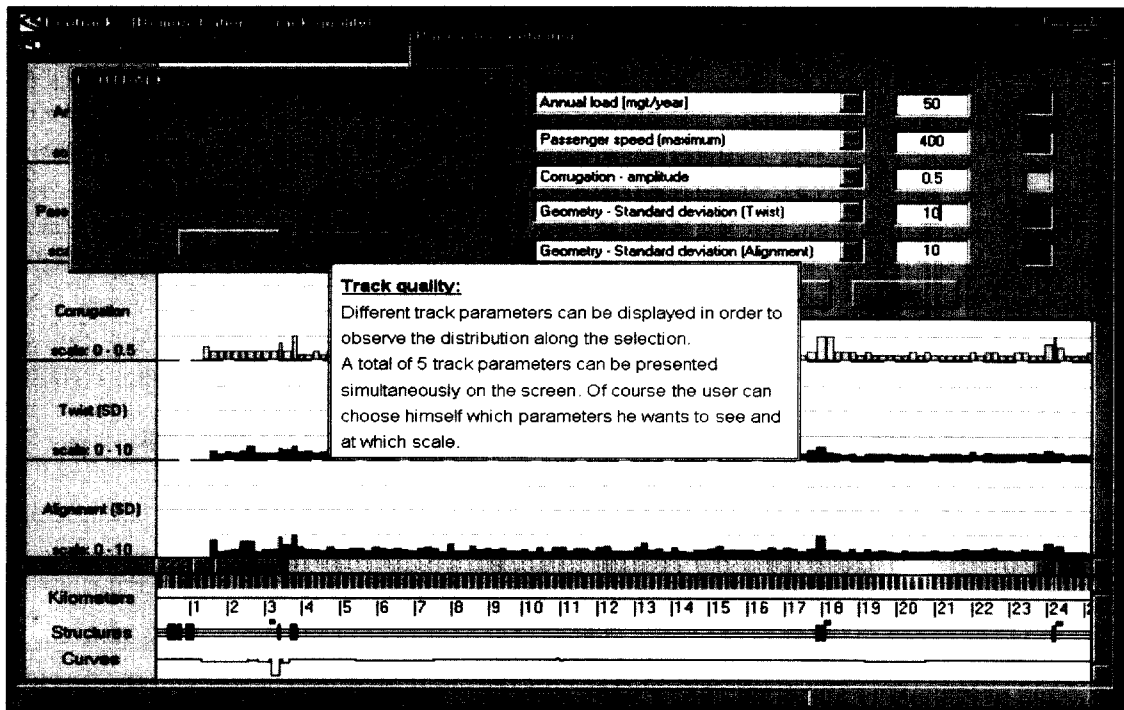 Annual load [mgt/year] 50
Passenger speed (maximum) 400
Corrugation - amplitude 0.5
Geometry - Standard deviation (Twist) 10
Geometry - Standard deviation (Alignment) 10
Track quality:
Different track parameters can be displayed in order to
observe the distribution along the selection.
A total of 5 track parameters can be presented
simultaneously on the screen. Of course the user can
choose himself which parameters he wants to see and
at which scale.
Corrugation
scale: 0 - 0.5
Twist (SD)
scale: 0 - 10
Alignment (SD)
scale: 0 - 10
Kilometers |1 |2 |3 |4 |5 |6 |7 |8 |9 |10 |11 |12 |13 |14 |15 |16 |17 |18 |19 |20 |21 |22 |23 |24
Structures
Curves